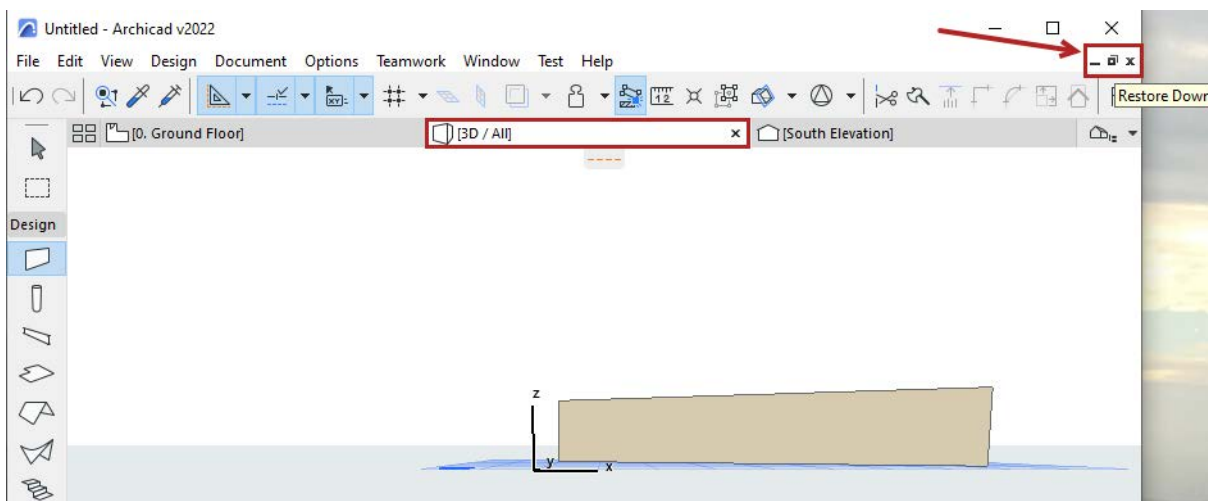 Untitled - Archicad v2022
File Edit View Design Document Options Teamwork Window Test Help
Restore Down
[0. Ground Floor] [3D / All] [South Elevation]
Design
z
y x